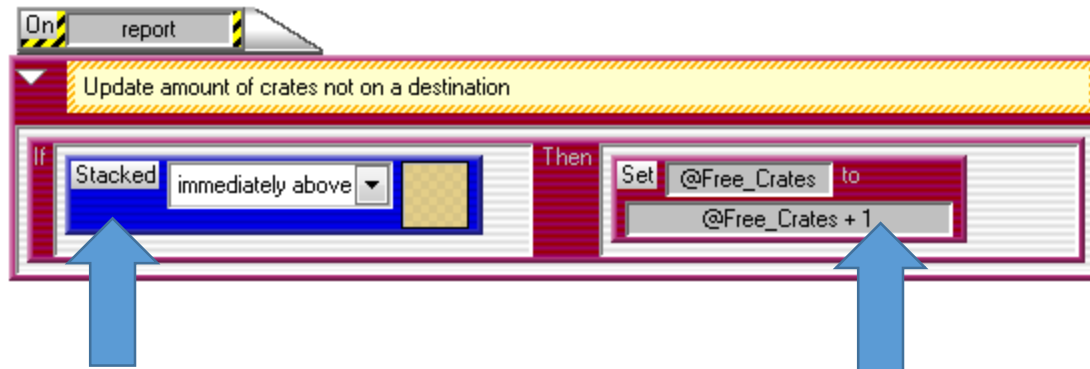 On report
Update amount of crates not on a destination
If Stacked immediately above Then Set @Free_Crates to
@Free_Crates + 1